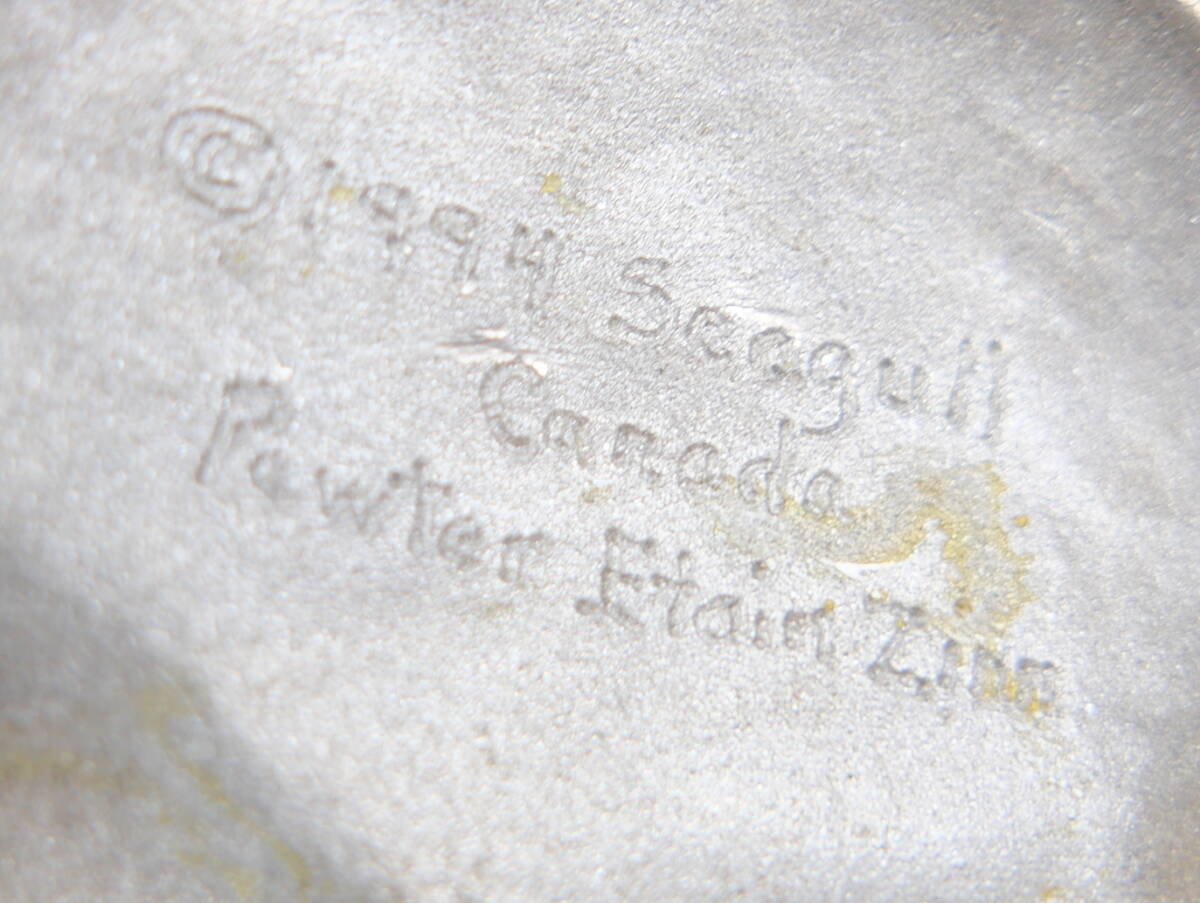 © 1994 Seagull
Canada
Pewter Etain Zinn